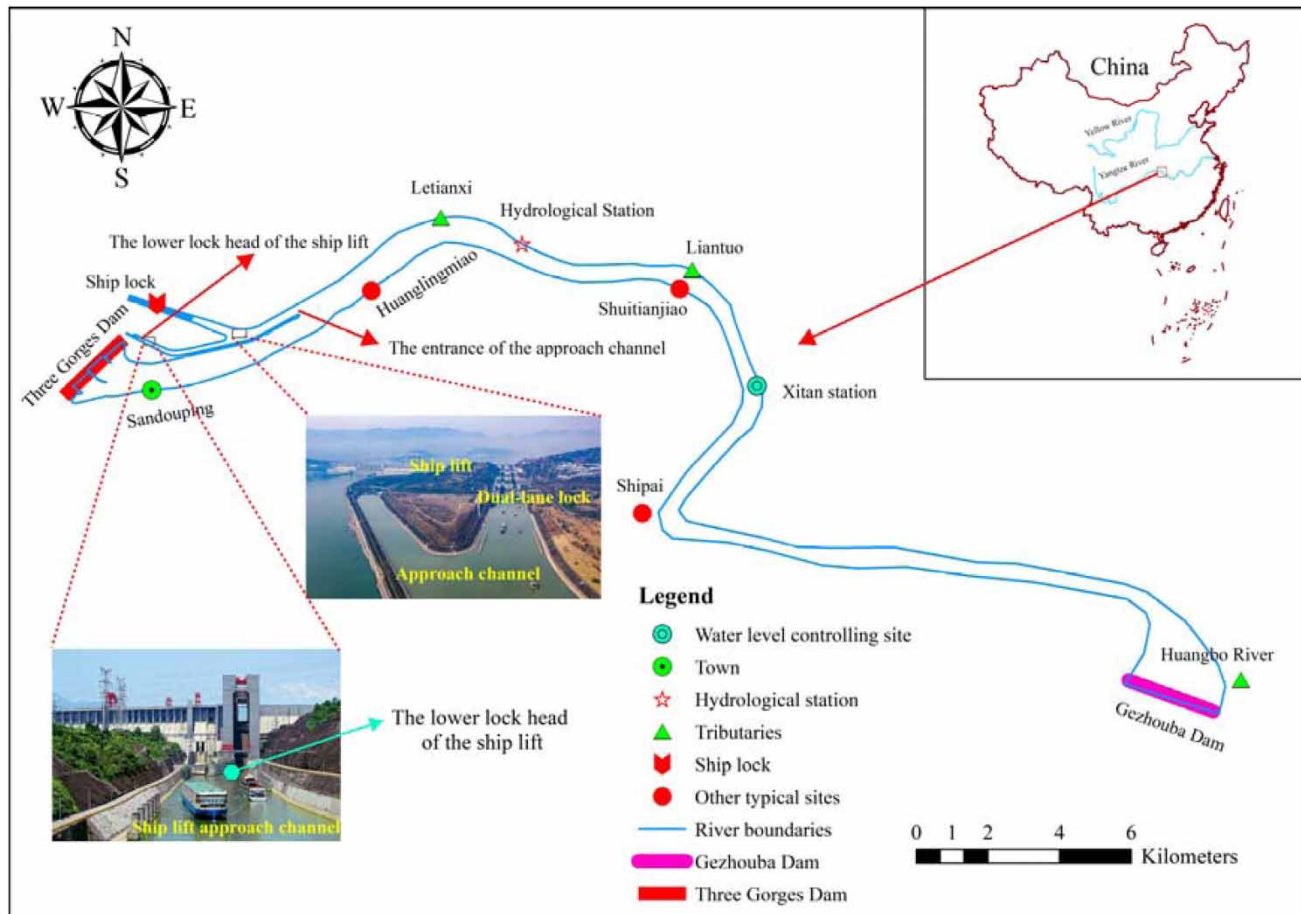 N
W
E
S
China
Yellow River
Yangtze River
Letianxi
Hydrological Station
The lower lock head of the ship lift
Liantuo
Ship lock
Huanglingmiao
Shuitianjiao
Three Gorges Dam
The entrance of the approach channel
Xitan station
Sandouping
Ship lift
Dual-lane lock
Approach channel
Shipai
Legend
Water level controlling site
Town
Hydrological station
Tributaries
Ship lock
Other typical sites
River boundaries
Gezhouba Dam
Three Gorges Dam
Huangbo River
Gezhouba Dam
The lower lock head
of the ship lift
Ship lift approach channel
0 1 2 4 6
Kilometers